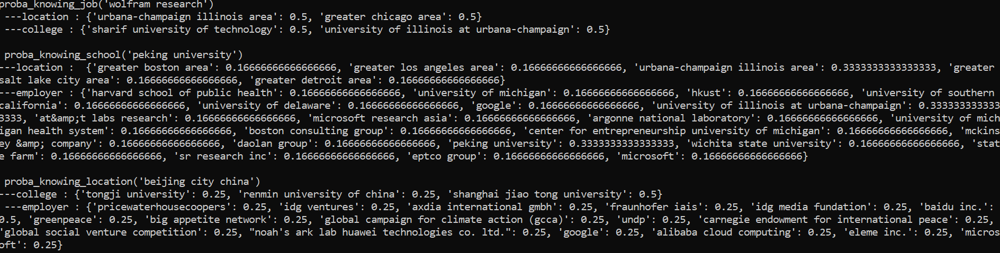 proba_knowing_job('wolfram research')
---location : {'urbana-champaign illinois area': 0.5, 'greater chicago area': 0.5}
---college : {'sharif university of technology': 0.5, 'university of illinois at urbana-champaign': 0.5}
proba_knowing_school('peking university')
---location :  {'greater boston area': 0.16666666666666666, 'greater los angeles area': 0.16666666666666666, 'urbana-champaign illinois area': 0.3333333333333333, 'greater
salt lake city area': 0.16666666666666666, 'greater detroit area': 0.16666666666666666}
---employer : {'harvard school of public health': 0.16666666666666666, 'university of michigan': 0.16666666666666666, 'hkust': 0.16666666666666666, 'university of southern
california': 0.16666666666666666, 'university of delaware': 0.16666666666666666, 'google': 0.16666666666666666, 'university of illinois at urbana-champaign': 0.333333333333
3333, 'at&amp;t labs research': 0.16666666666666666, 'microsoft research asia': 0.16666666666666666, 'argonne national laboratory': 0.16666666666666666, 'university of mich
igan health system': 0.16666666666666666, 'boston consulting group': 0.16666666666666666, 'center for entrepreneurship university of michigan': 0.16666666666666666, 'mckins
ey &amp; company': 0.16666666666666666, 'daolan group': 0.16666666666666666, 'peking university': 0.3333333333333333, 'wichita state university': 0.16666666666666666, 'stat
e farm': 0.16666666666666666, 'sr research inc': 0.16666666666666666, 'eptco group': 0.16666666666666666, 'microsoft': 0.16666666666666666}
proba_knowing_location('beijing city china')
---college : {'tongji university': 0.25, 'renmin university of china': 0.25, 'shanghai jiao tong university': 0.5}
---employer : {'pricewaterhousecoopers': 0.25, 'idg ventures': 0.25, 'axdia international gmbh': 0.25, 'fraunhofer iais': 0.25, 'idg media fundation': 0.25, 'baidu inc.':
0.5, 'greenpeace': 0.25, 'big appetite network': 0.25, 'global campaign for climate action (gcca)': 0.25, 'undp': 0.25, 'carnegie endowment for international peace': 0.25,
'global social venture competition': 0.25, "noah's ark lab huawei technologies co. ltd.": 0.25, 'google': 0.25, 'alibaba cloud computing': 0.25, 'eleme inc.': 0.25, 'micros
oft': 0.25}